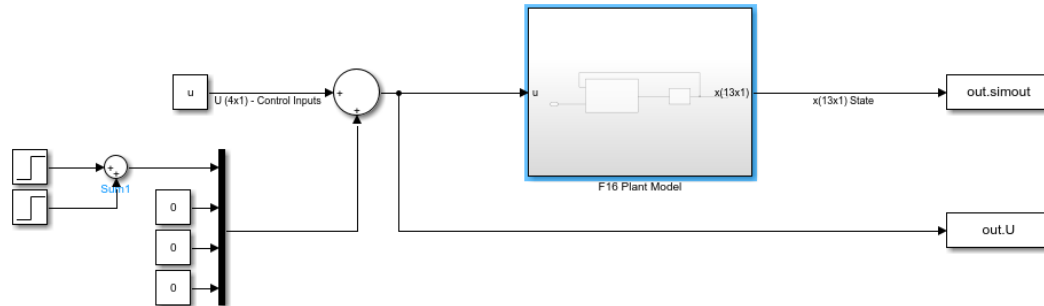 u
U (4x1) - Control Inputs
+
+
u
x(13x1)
F16 Plant Model
x(13x1) State
out.simout
+
+
Sum1
0
0
0
out.U